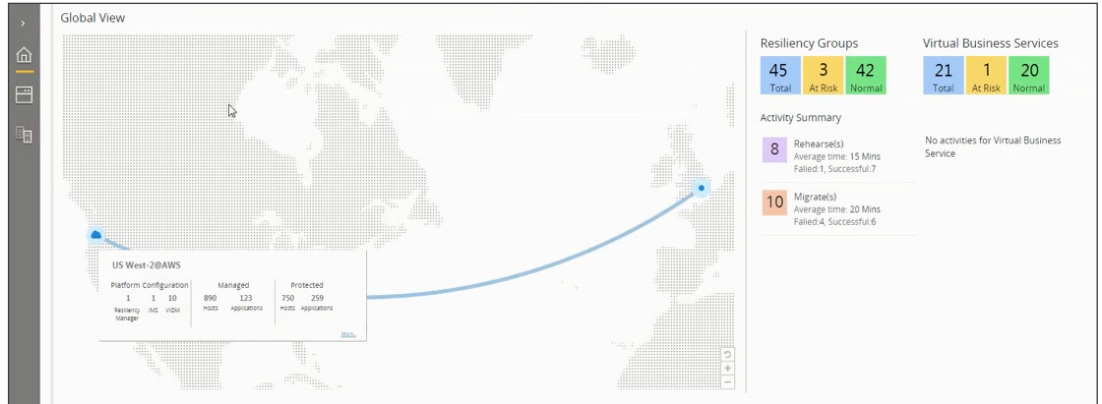 Global View
US West-2@AWS
Platform Configuration Managed Protected
1 1 10 890 123 750 259
Resiliency Manager IMS VIOM Hosts Applications Hosts Applications
More...
Resiliency Groups
45 3 42
Total At Risk Normal
Virtual Business Services
21 1 20
Total At Risk Normal
Activity Summary
8
Rehearse(s)
Average time: 15 Mins
Falied:1, Successful:7
10
Migrate(s)
Average time: 20 Mins
Falied:4, Successful:6
No activities for Virtual Business
Service